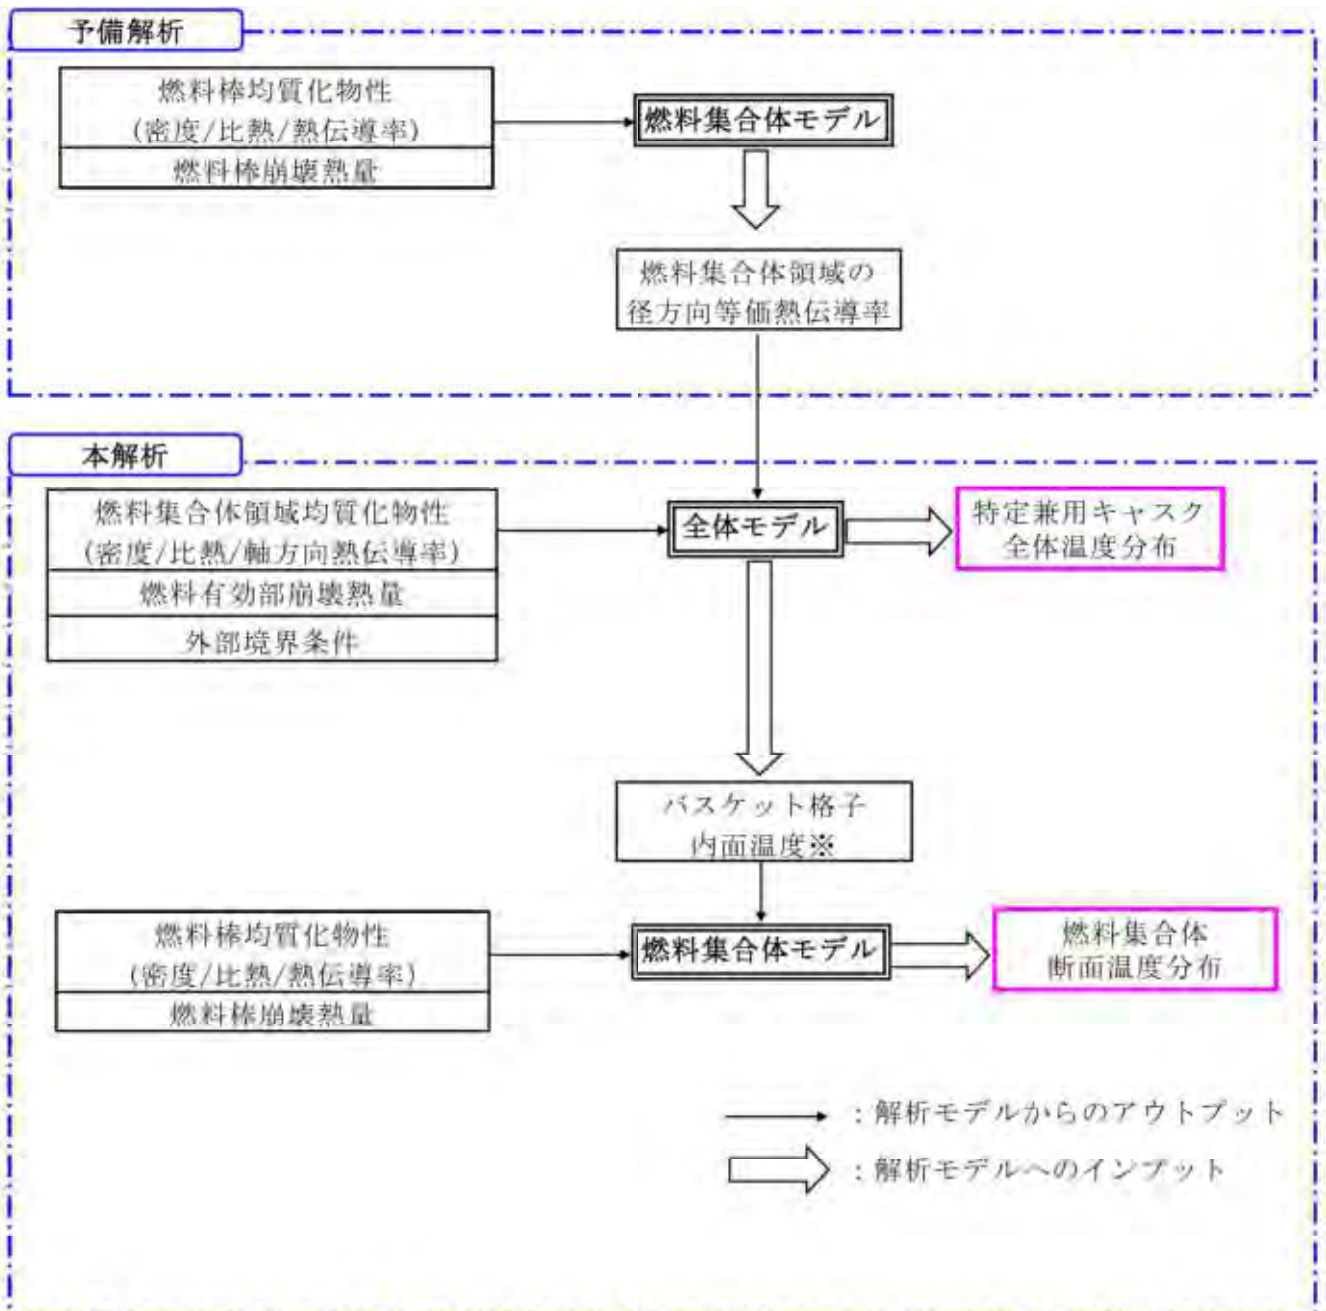 予備解析
燃料棒均質化物性
(密度/比熱/熱伝導率)
燃料棒崩壊熱量
燃料集合体モデル
燃料集合体領域の
径方向等価熱伝導率
本解析
燃料集合体領域均質化物性
(密度/比熱/軸方向熱伝導率)
燃料有効部崩壊熱量
外部境界条件
全体モデル
特定兼用キャスク
全体温度分布
バスケット格子
内面温度※
燃料棒均質化物性
(密度/比熱/熱伝導率)
燃料棒崩壊熱量
燃料集合体モデル
燃料集合体
断面温度分布
:解析モデルからのアウトプット
:解析モデルへのインプット